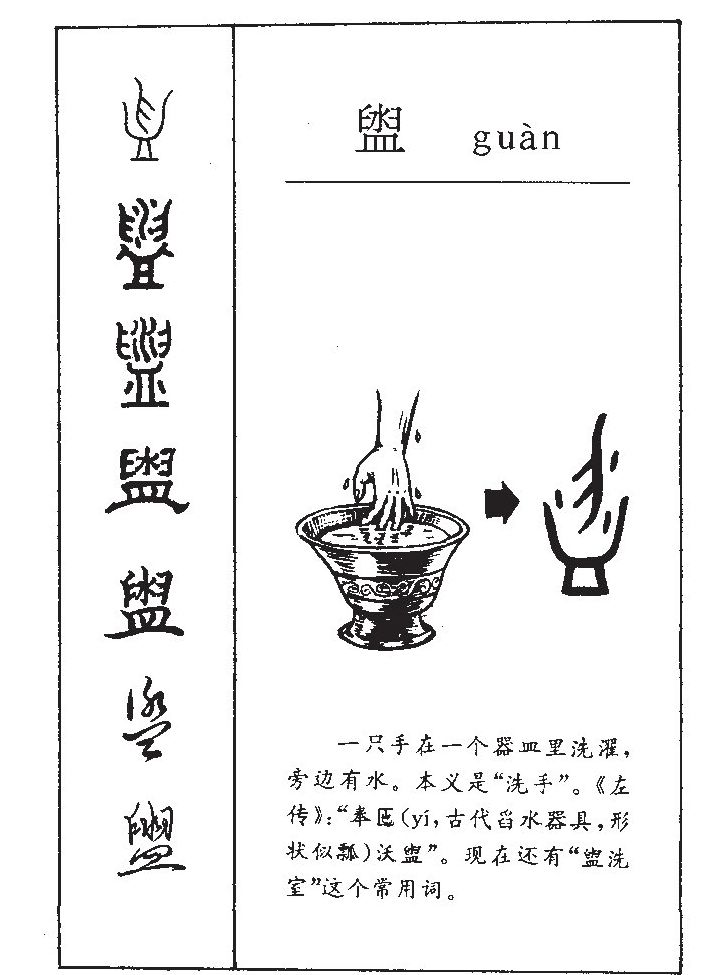 盥 guàn
一只手在一个器皿里洗濯，
旁边有水。本义是“洗手”。《左
传》：“奉匜(yí，古代舀水器具，形
状似瓢)沃盥”。现在还有“盥洗
室”这个常用词。